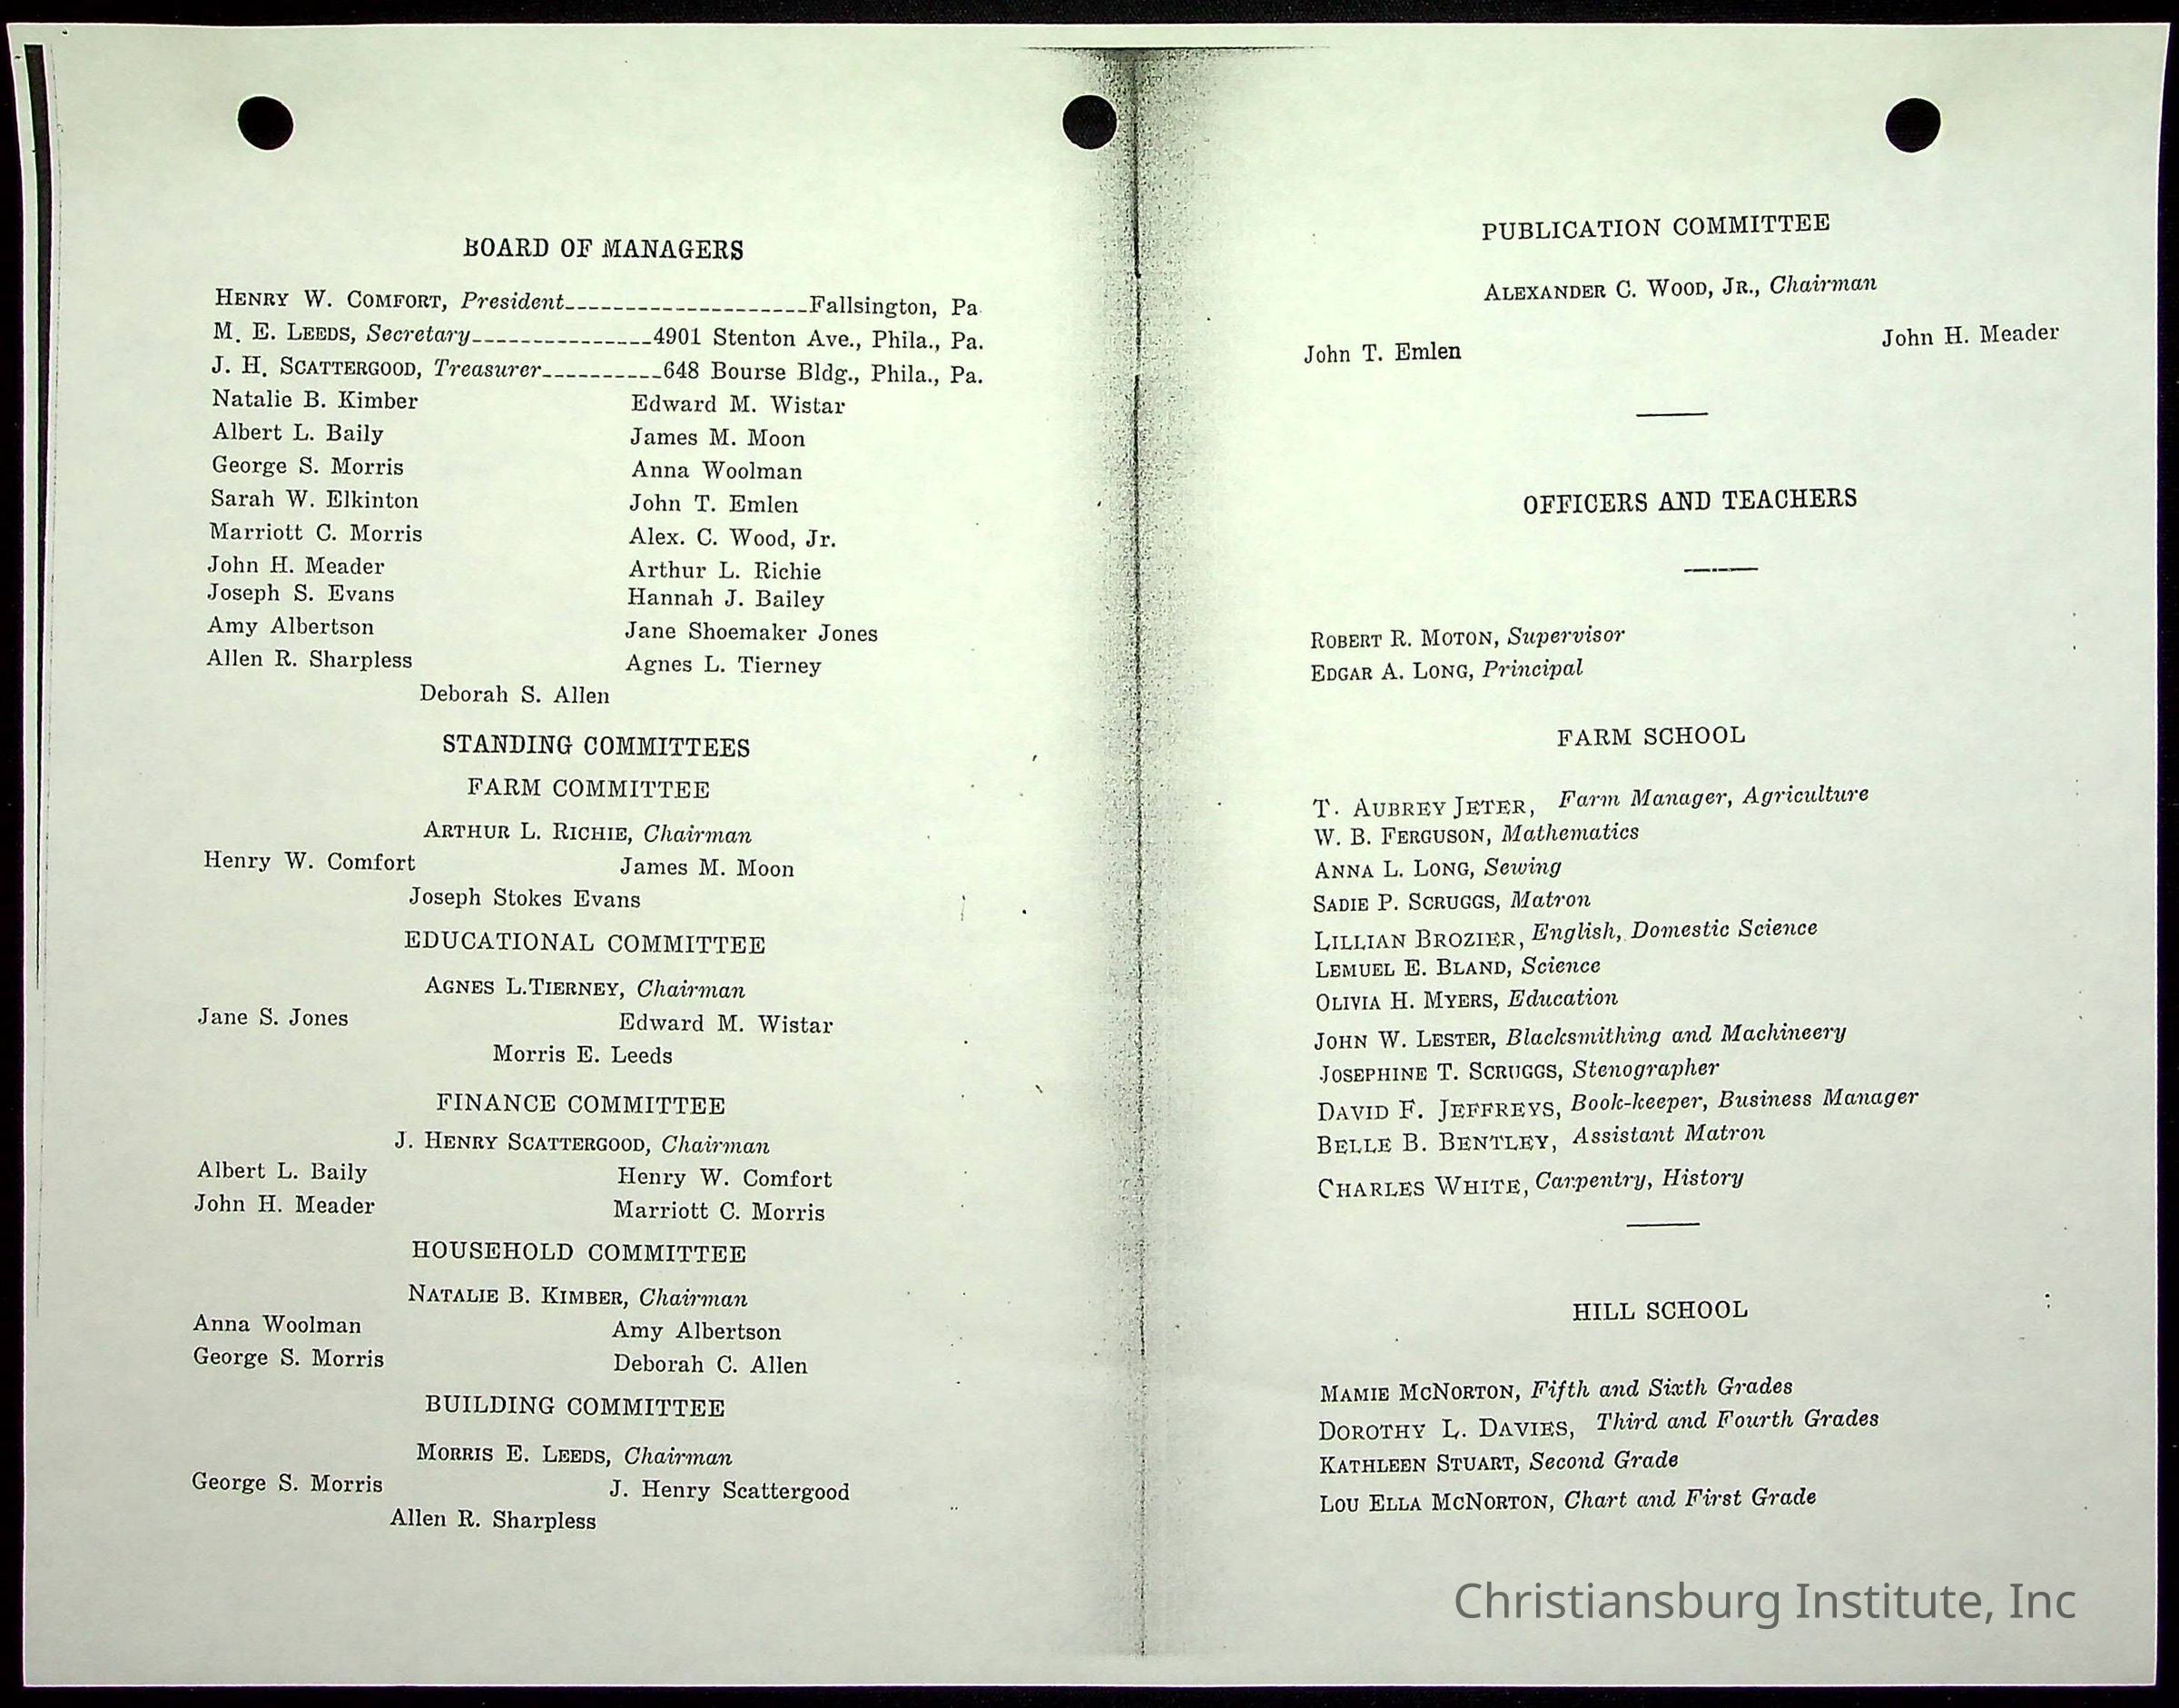 BOARD OF MANAGERS
HENRY W. COMFORT, President--------------------Fallsington, Pa.
M. E. LEEDS, Secretary---------------4901 Stenton Ave., Phila., Pa.
J. H. SCATTERGOOD, Treasurer----------648 Bourse Bldg., Phila., Pa.
Natalie B. Kimber Edward M. Wistar
Albert L. Baily James M. Moon
George S. Morris Anna Woolman
Sarah W. Elkinton John T. Emlen
Marriott C. Morris Alex. C. Wood, Jr.
John H. Meader Arthur L. Richie
Joseph S. Evans Hannah J. Bailey
Amy Albertson Jane Shoemaker Jones
Allen R. Sharpless Agnes L. Tierney
Deborah S. Allen
STANDING COMMITTEES
FARM COMMITTEE
ARTHUR L. RICHIE, Chairman
Henry W. Comfort James M. Moon
Joseph Stokes Evans
EDUCATIONAL COMMITTEE
AGNES L.TIERNEY, Chairman
Jane S. Jones Edward M. Wistar
Morris E. Leeds
FINANCE COMMITTEE
J. HENRY SCATTERGOOD, Chairman
Albert L. Baily Henry W. Comfort
John H. Meader Marriott C. Morris
HOUSEHOLD COMMITTEE
NATALIE B. KIMBER, Chairman
Anna Woolman Amy Albertson
George S. Morris Deborah C. Allen
BUILDING COMMITTEE
MORRIS E. LEEDS, Chairman
George S. Morris J. Henry Scattergood
Allen R. Sharpless
PUBLICATION COMMITTEE
ALEXANDER C. WOOD, JR., Chairman
John T. Emlen John H. Meader
OFFICERS AND TEACHERS
ROBERT R. MOTON, Supervisor
EDGAR A. LONG, Principal
FARM SCHOOL
T. AUBREY JETER, Farm Manager, Agriculture
W. B. FERGUSON, Mathematics
ANNA L. LONG, Sewing
SADIE P. SCRUGGS, Matron
LILLIAN BROZIER, English, Domestic Science
LEMUEL E. BLAND, Science
OLIVIA H. MYERS, Education
JOHN W. LESTER, Blacksmithing and Machineery
JOSEPHINE T. SCRUGGS, Stenographer
DAVID F. JEFFREYS, Book-keeper, Business Manager
BELLE B. BENTLEY, Assistant Matron
CHARLES WHITE, Carpentry, History
HILL SCHOOL
MAMIE MCNORTON, Fifth and Sixth Grades
DOROTHY L. DAVIES, Third and Fourth Grades
KATHLEEN STUART, Second Grade
LOU ELLA MCNORTON, Chart and First Grade
Christiansburg Institute, Inc